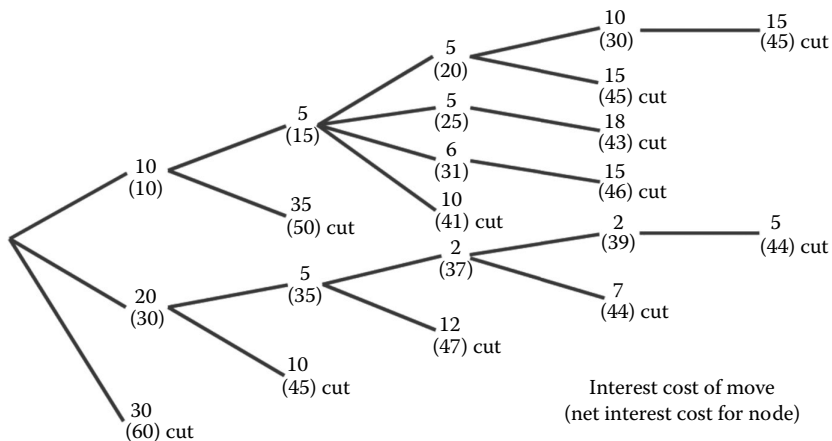 10
15
5
(30)
(45) cut
(20)
15
5
5
(45) cut
(15)
(25)
18
6
(43) cut
10
(31)
15
(10)
(46) cut
35
10
(50) cut
(41) cut
2
5
2
(39)
(44) cut
5
(37)
20
(35)
7
(30)
12
(44) cut
(47) cut
10
(45) cut
Interest cost of move
30
(net interest cost for node)
(60) cut